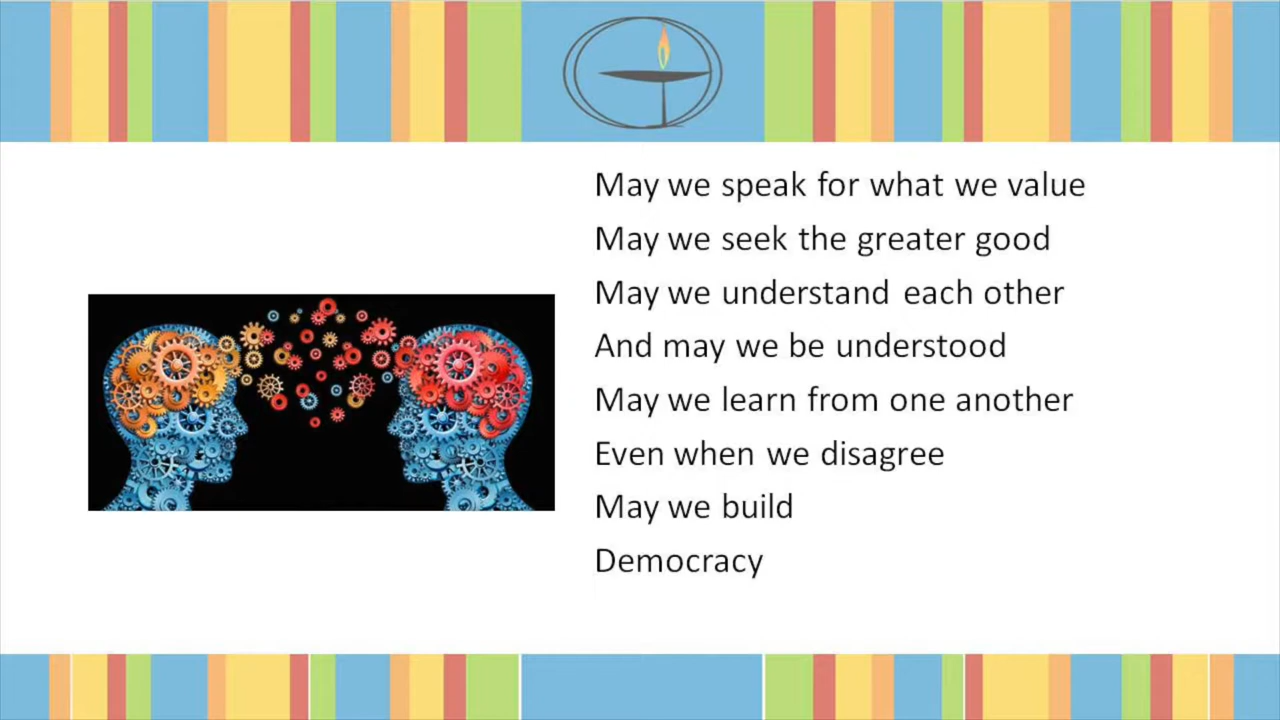 May we speak for what we value
May we seek the greater good
May we understand each other
And may we be understood
May we learn from one another
Even when we disagree
May we build
Democracy